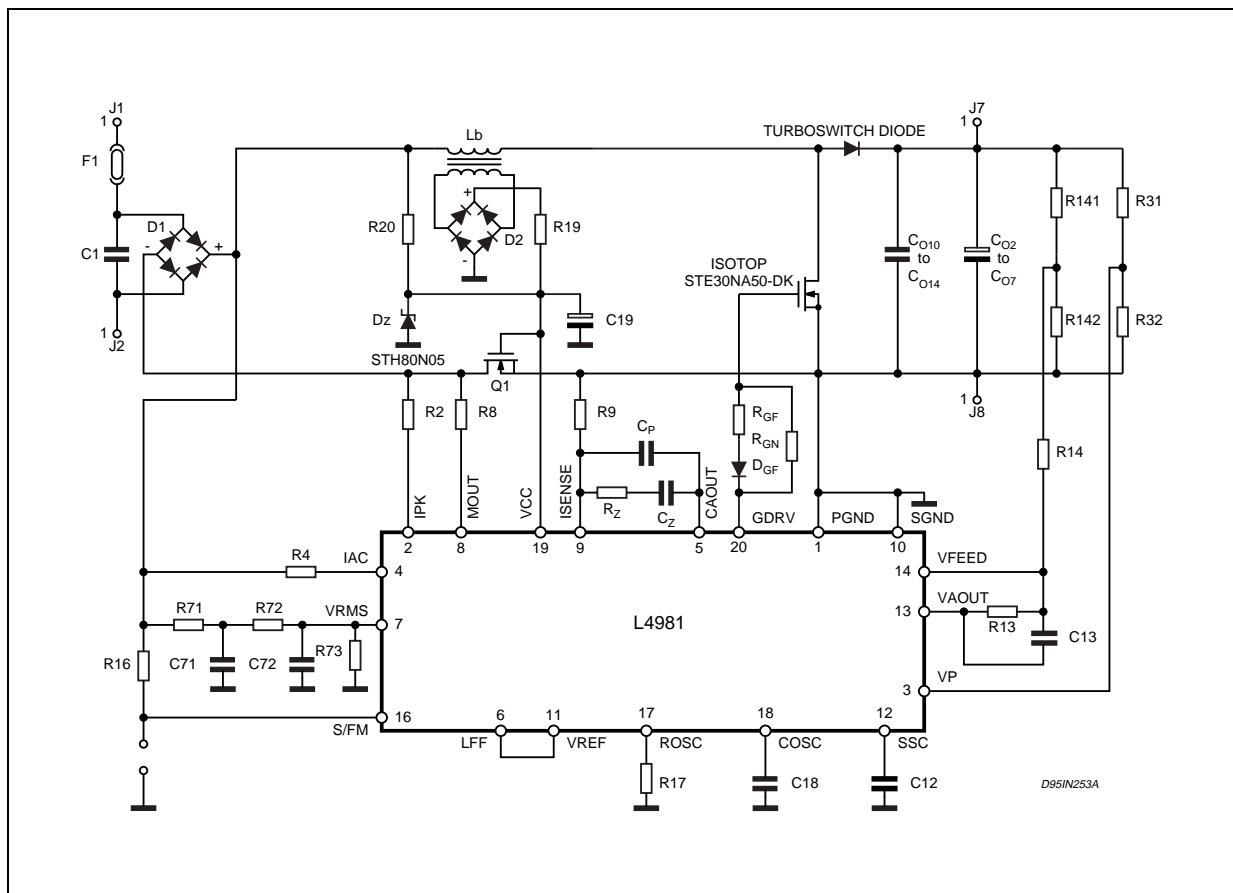 J1
1
F1
C1
D1
-
+
1
J2
Lb
R20
+
D2
-
R19
Dz
C19
STH80N05
Q1
TURBOSWITCH DIODE
ISOTOP
STE30NA50-DK
J7
1
CO10
to
CO14
CO2
to
CO7
R141
R31
R142
R32
1
J8
R2
R8
R9
CP
RZ
CZ
RGF
RGN
DGF
R14
IPK
MOUT
VCC
ISENSE
CAOUT
GDRV
PGND
SGND
2
8
19
9
5
20
1
10
R4
IAC
4
R71
R72
VRMS
7
R16
C71
C72
R73
S/FM
16
L4981
14
VFEED
VAOUT
13
R13
C13
VP
3
6
11
17
18
12
LFF
VREF
ROSC
COSC
SSC
R17
C18
C12
D95IN253A